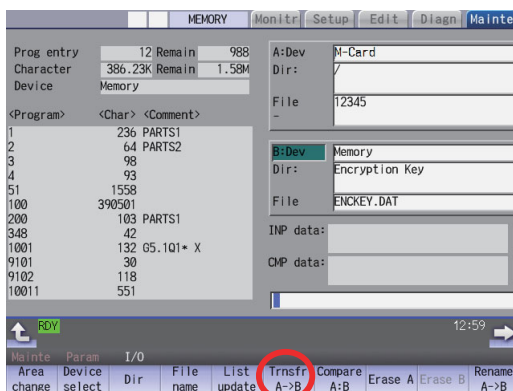 MEMORY Monitr Setup Edit Diagn Mainte
Prog entry 12 Remain 988
Character 386.23K Remain 1.58M
Device Memory
<Program> <Char> <Comment>
1 236 PARTS1
2 64 PARTS2
3 98
4 93
51 1558
100 390501
200 103 PARTS1
348 42
1001 132 G5.1Q1* X
9101 30
9102 118
10011 551
A:Dev M-Card
Dir: /
File 12345
-
B:Dev Memory
Dir: Encryption Key
File ENCKEY.DAT
INP data:
CMP data:
RDY 12:59
Mainte Param I/O
Area change
Device select
Dir
File name
List update
Trnsfr A->B
Compare A:B
Erase A
Erase B
Rename A->B